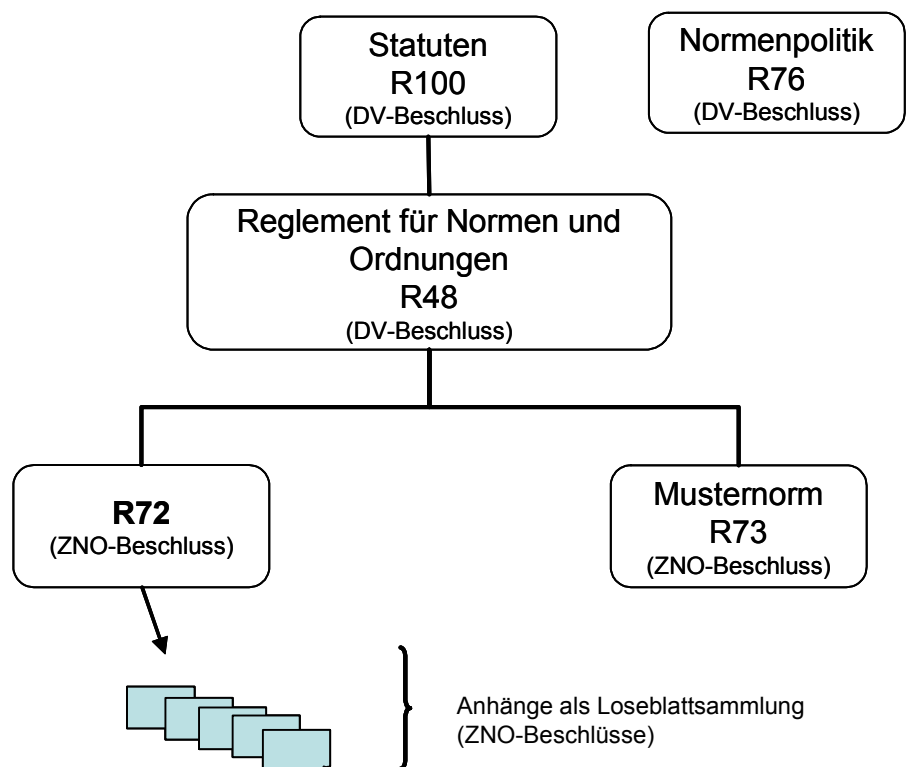 Statuten
R100
(DV-Beschluss)
Normenpolitik
R76
(DV-Beschluss)
Reglement für Normen und
Ordnungen
R48
(DV-Beschluss)
R72
(ZNO-Beschluss)
Musternorm
R73
(ZNO-Beschluss)
Anhänge als Loseblattsammlung
(ZNO-Beschlüsse)